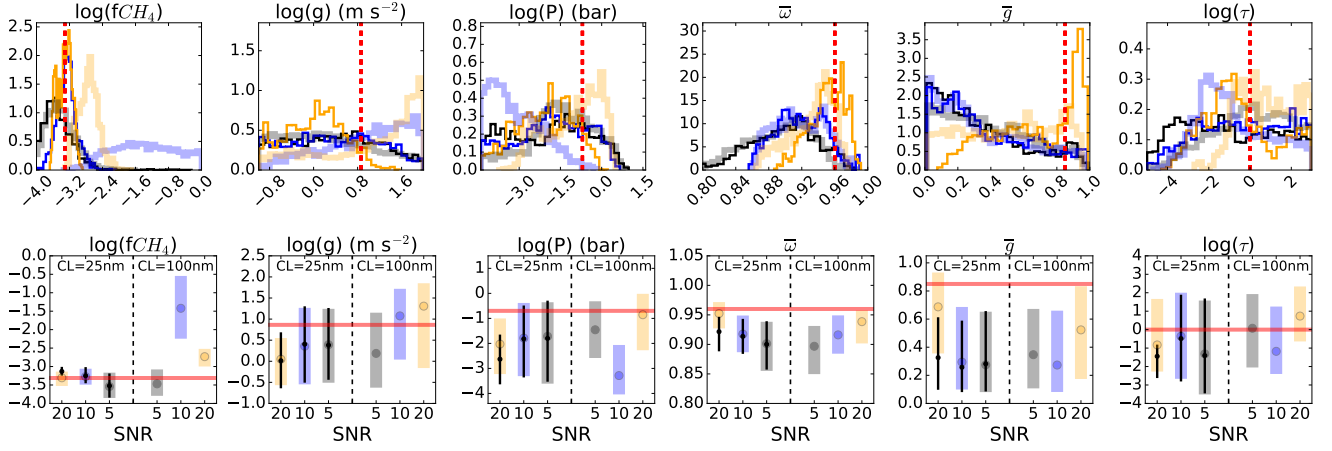 log(fCH₄) log(g) (m s⁻²) log(P) (bar) ω̅ g̅ log(τ)
2.5 1.5 0.8 30 3.5 0.4
2.0 0.7 25 3.0
1.5 1.0 0.6 20 2.5 0.3
0.5 2.0
1.0 0.4 15 1.5 0.2
0.5 0.3 10 1.0 0.1
0.5 0.2 5
0.1 0.5
0.0 0.0 0.0 0 0.0 0.0
−4.0 −3.2 −2.4 −1.6 −0.8 0.0 −0.8 0.0 0.8 1.6 −3.0 −1.5 0.0 1.5 0.80 0.84 0.88 0.92 0.96 1.00 0.0 0.2 0.4 0.6 0.8 1.0 −4 −2 0 2
log(fCH₄) log(g) (m s⁻²) log(P) (bar) ω̅ g̅ log(τ)
CL=25nm CL=100nm CL=25nm CL=100nm CL=25nm CL=100nm CL=25nm CL=100nm CL=25nm CL=100nm CL=25nm CL=100nm
0.0 2.5 0 1.05 1.0 4
−0.5 2.0 3
−1.0 1.5 −1 1.00 0.8 2
−1.5 1.0 0.6 1
−2.0 −2 0.95 0
−2.5 0.5 −3 0.90 0.4 −1
−3.0 0.0 −2
−3.5 −0.5 −4 0.85 0.2 −3
−4.0 −1.0 −5 0.80 0.0 −4
20 10 5 5 10 20 20 10 5 5 10 20 20 10 5 5 10 20 20 10 5 5 10 20 20 10 5 5 10 20 20 10 5 5 10 20
SNR SNR SNR SNR SNR SNR